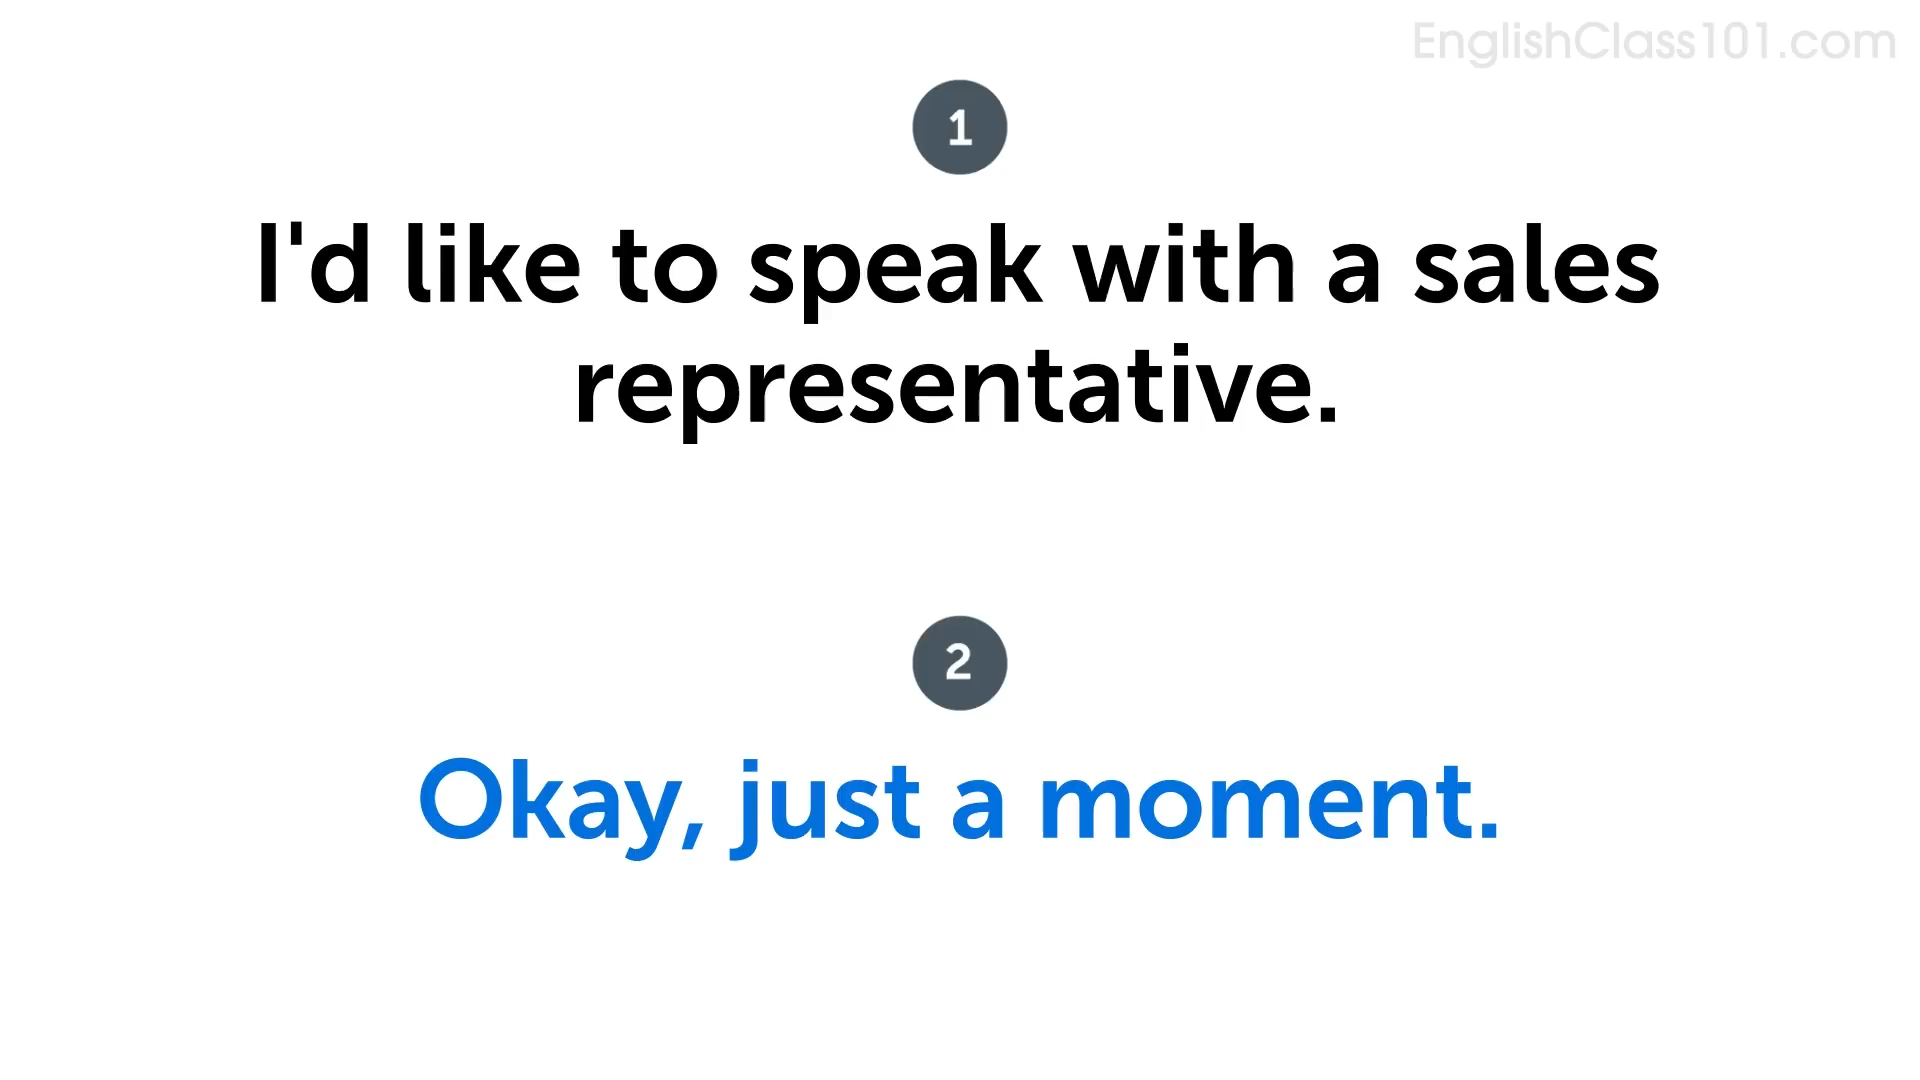 EnglishClass101.com
1
I'd like to speak with a sales
representative.
2
Okay, just a moment.